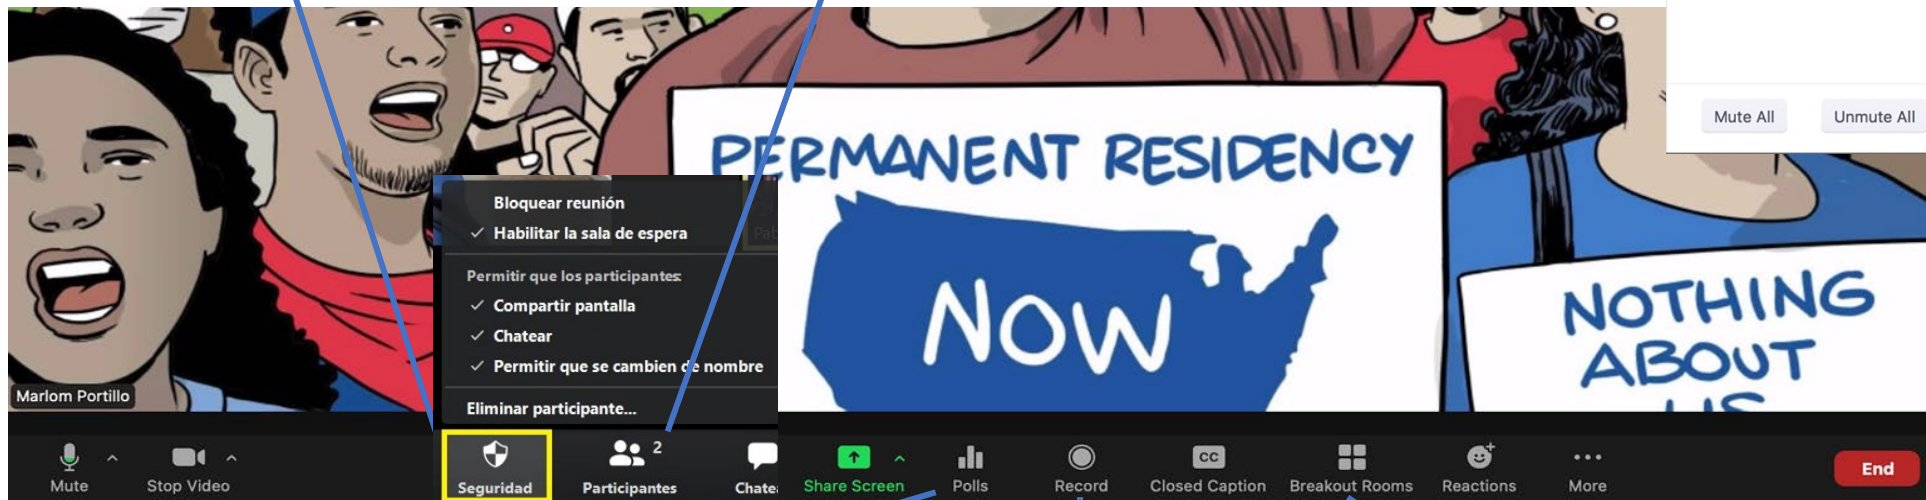 Mute All
Unmute All
PERMANENT RESIDENCY
NOW
NOTHING
ABOUT
US
Bloquear reunión
Habilitar la sala de espera
Permitir que los participantes:
Compartir pantalla
Chatear
Permitir que se cambien de nombre
Eliminar participante...
Marlom Portillo
Mute
Stop Video
Seguridad
2
Participantes
Chatea
Share Screen
Polls
Record
CC
Closed Caption
Breakout Rooms
Reactions
More
End